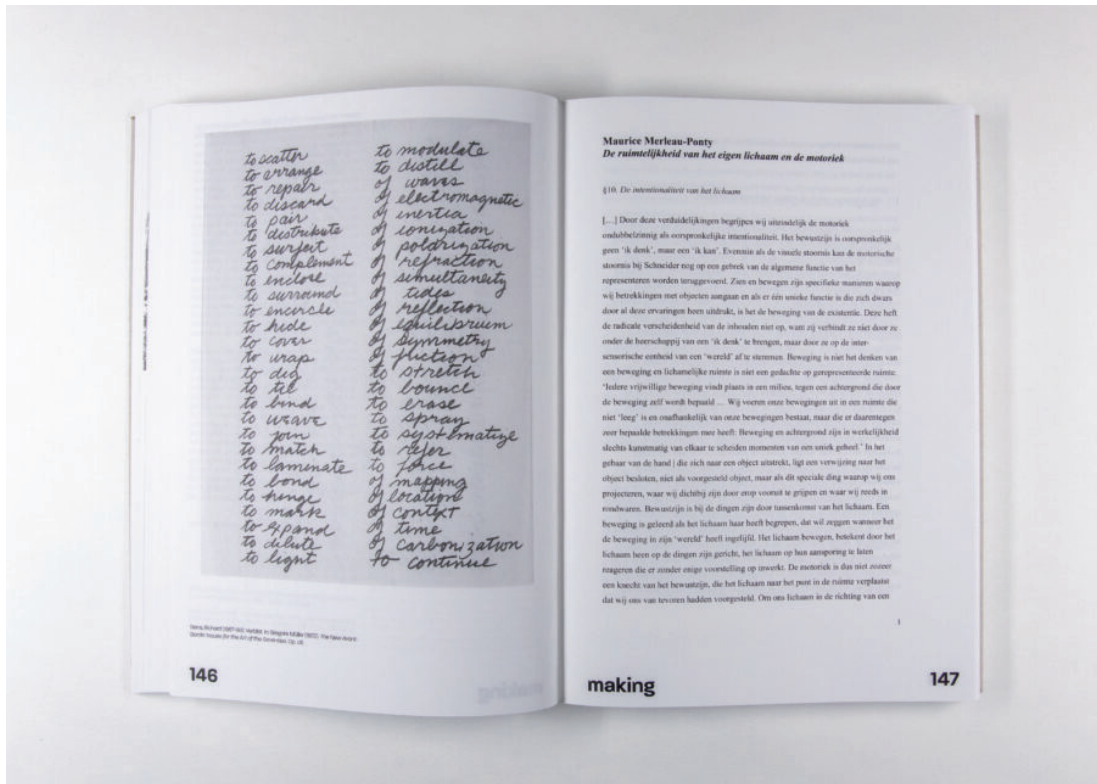 to scatter
to arrange
to repair
to discard
to pair
to distribute
to surfeit
to complement
to enclose
to surround
to encircle
to hide
to cover
to wrap
to dig
to tie
to bind
to weave
to join
to match
to laminate
to bond
to hinge
to mark
to expand
to dilute
to light
to modulate
to distill
of waves
of electromagnetic
of inertia
of ionization
of polarization
of refraction
of simultaneity
of tides
of reflection
of equilibrium
of symmetry
of friction
to stretch
to bounce
to erase
to spray
to systematize
to refer
to force
of mapping
of location
of context
of time
of carbonization
to continue
Richard
Issues for the Art of the
146
Maurice Merleau-Ponty
De ruimtelijkheid van het eigen lichaam en de motoriek
§10. De intentionaliteit van het lichaam
[…] Door deze verduidelijkingen begrijpen wij uiteindelijk de motoriek
ondubbelzinnig als oorspronkelijke intentionaliteit. Het bewustzijn is oorspronkelijk
geen ‘ik denk’, maar een ‘ik kan’. Evenmin als de visuele stoornis kan de motorische
stoornis bij Schneider nog op een gebrek van de algemene functie van het
representeren worden teruggevoerd. Zien en bewegen zijn specifieke manieren waarop
wij betrekkingen met objecten aangaan en als er één unieke functie is die zich dwars
door al deze ervaringen heen uitdrukt, is het de beweging van de existentie. Deze heft
de radicale verscheidenheid van de inhouden niet op, want zij verbindt ze niet door ze
onder de heerschappij van een ‘ik denk’ te brengen, maar door ze op de inter-
sensorische eenheid van een ‘wereld’ af te stemmen. Beweging is niet het denken van
een beweging en lichamelijke ruimte is niet een gedachte op gerepresenteerde ruimte.
‘Iedere vrijwillige beweging vindt plaats in een milieu, tegen een achtergrond die door
de beweging zelf wordt bepaald … Wij voeren onze bewegingen uit in een ruimte die
niet ‘leeg’ is en onafhankelijk van onze bewegingen bestaat, maar die er daarentegen
zeer bepaalde betrekkingen mee heeft: Beweging en achtergrond zijn in werkelijkheid
slechts kunstmatig van elkaar te scheiden momenten van een uniek geheel.’ In het
gebaar van de hand | die zich naar een object uitstrekt, ligt een verwijzing naar het
object besloten, niet als voorgesteld object, maar als dit speciale ding waarop wij ons
projecteren, waar wij dichtbij zijn door erop vooruit te grijpen en waar wij reeds in
rondwaren. Bewustzijn is bij de dingen zijn door tussenkomst van het lichaam. Een
beweging is geleerd als het lichaam haar heeft begrepen, dat wil zeggen wanneer het
de beweging in zijn ‘wereld’ heeft ingelijfd. Het lichaam bewegen, betekent door het
lichaam heen op de dingen zijn gericht, het lichaam op hun aansporing te laten
reageren die er zonder enige voorstelling op inwerkt. De motoriek is dus niet zozeer
een knecht van het bewustzijn, die het lichaam naar het punt in de ruimte verplaatst
dat wij ons van tevoren hadden voorgesteld. Om ons lichaam in de richting van een
1
making
147